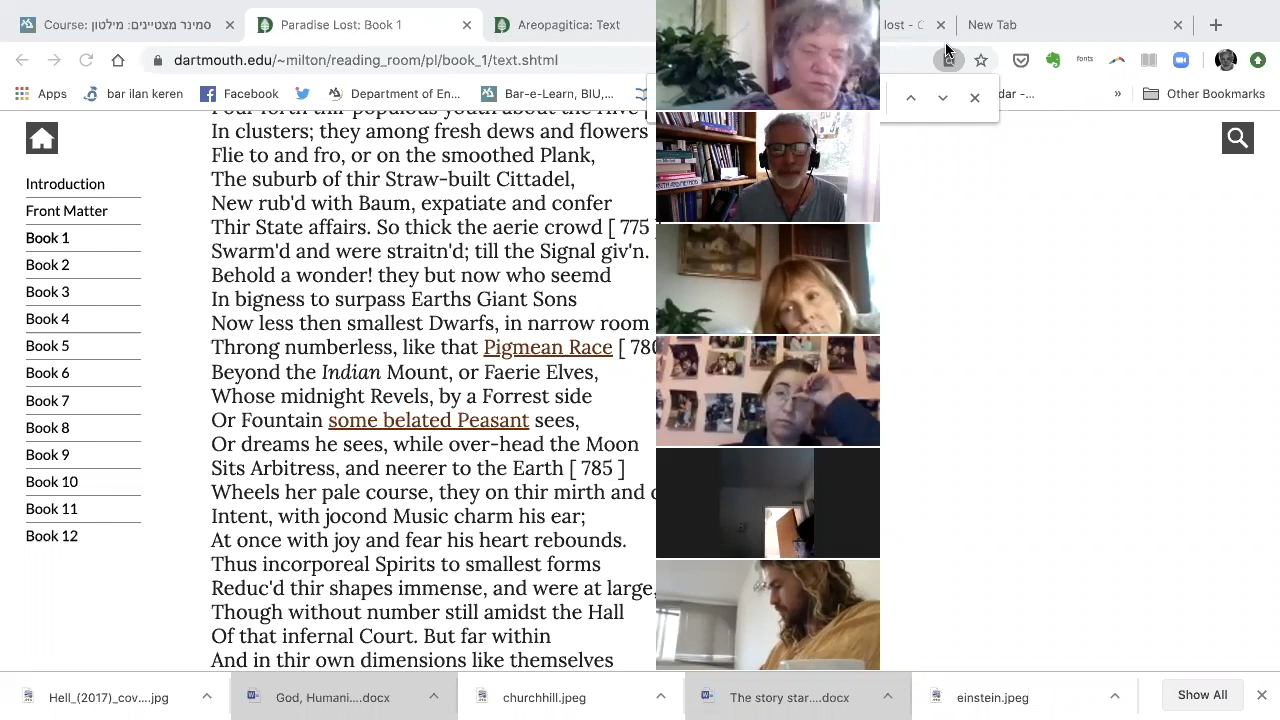 Course: סמינר מצטיינים: מילטון
Paradise Lost: Book 1
Areopagitica: Text
lost - C
New Tab
dartmouth.edu/~milton/reading_room/pl/book_1/text.shtml
fonts
Apps
bar ilan keren
Department of En...
Bar-e-Learn, BIU,...
dar -...
»
Other Bookmarks
Introduction
Front Matter
Book 1
Book 2
Book 3
Book 4
Book 5
Book 6
Book 7
Book 8
Book 9
Book 10
Book 11
Book 12
In clusters; they among fresh dews and flowers
Flie to and fro, or on the smoothed Plank,
The suburb of thir Straw-built Cittadel,
New rub'd with Baum, expatiate and confer
Thir State affairs. So thick the aerie crowd [ 775 ]
Swarm'd and were straitn'd; till the Signal giv'n.
Behold a wonder! they but now who seemd
In bigness to surpass Earths Giant Sons
Now less then smallest Dwarfs, in narrow room
Throng numberless, like that Pigmean Race [ 780
Beyond the Indian Mount, or Faerie Elves,
Whose midnight Revels, by a Forrest side
Or Fountain some belated Peasant sees,
Or dreams he sees, while over-head the Moon
Sits Arbitress, and neerer to the Earth [ 785 ]
Wheels her pale course, they on thir mirth and
Intent, with jocond Music charm his ear;
At once with joy and fear his heart rebounds.
Thus incorporeal Spirits to smallest forms
Reduc'd thir shapes immense, and were at large,
Though without number still amidst the Hall
Of that infernal Court. But far within
And in thir own dimensions like themselves
Hell_(2017)_cov....jpg
God, Humani....docx
churchhill.jpeg
The story star....docx
einstein.jpeg
Show All